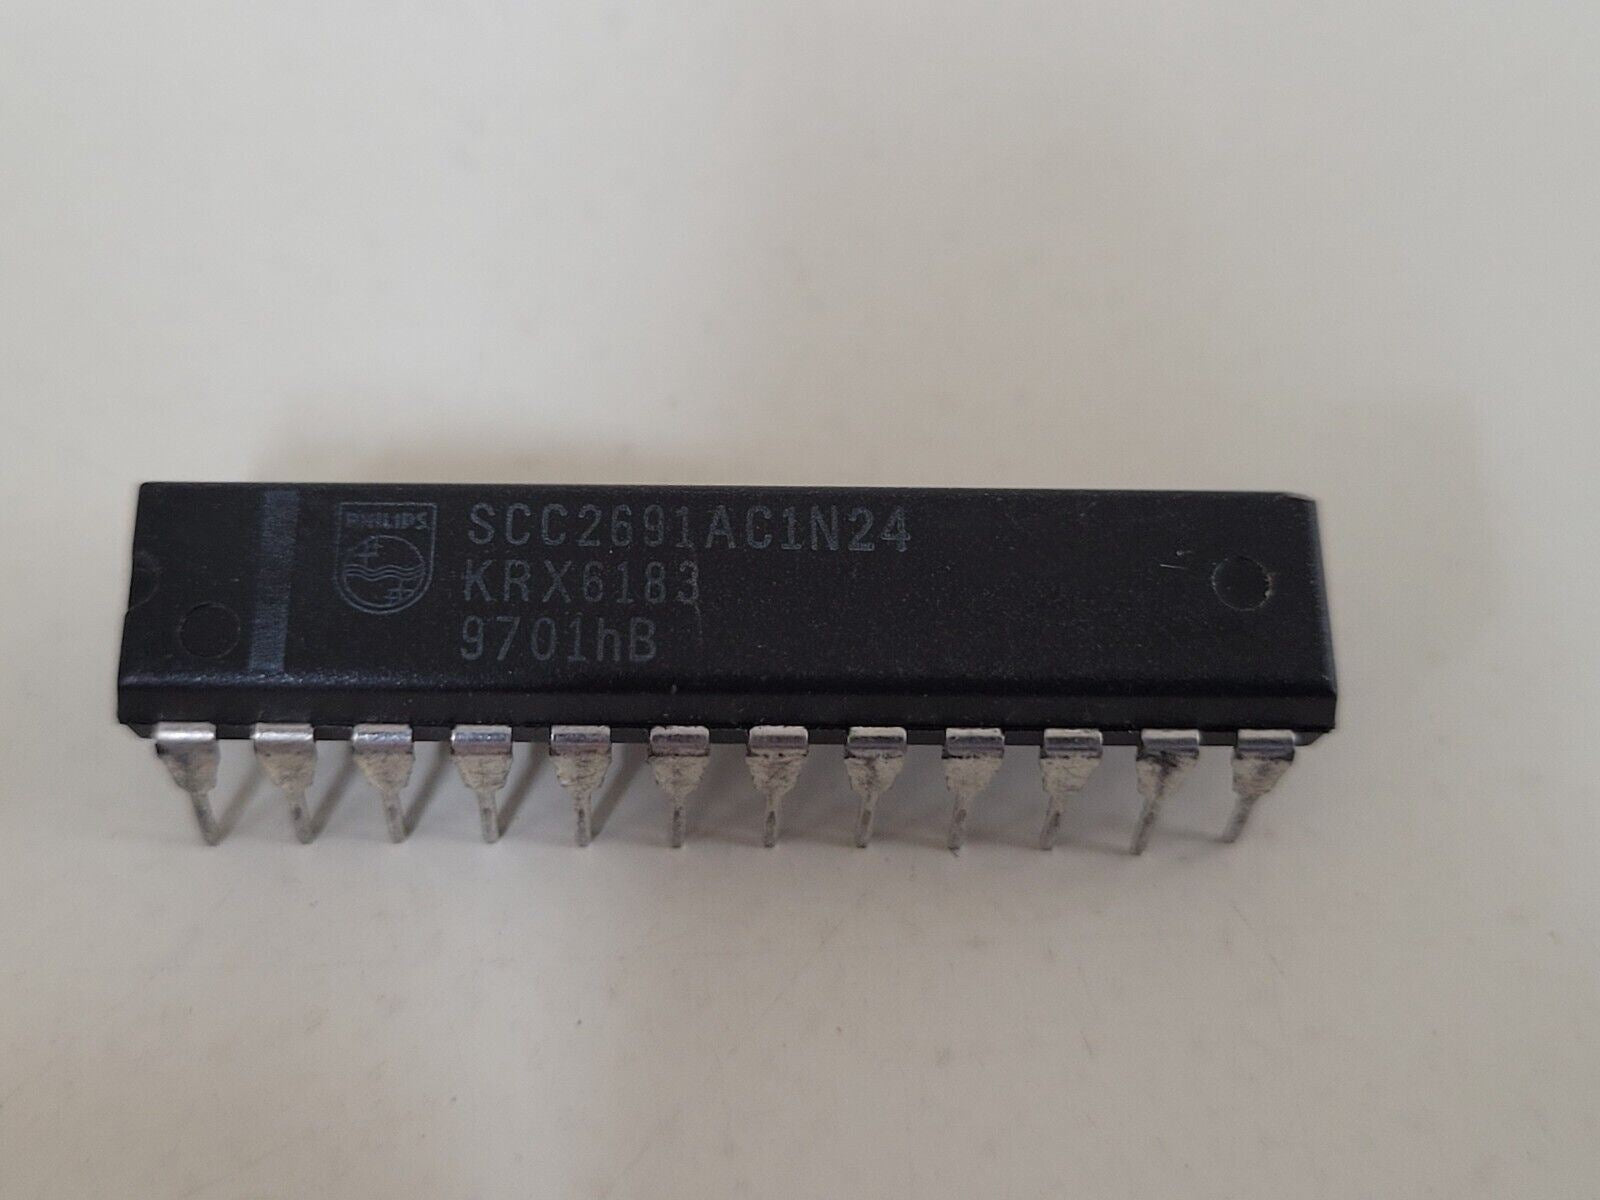 PHILIPS
SCC2691AC1N24
KRX6183
9701hB